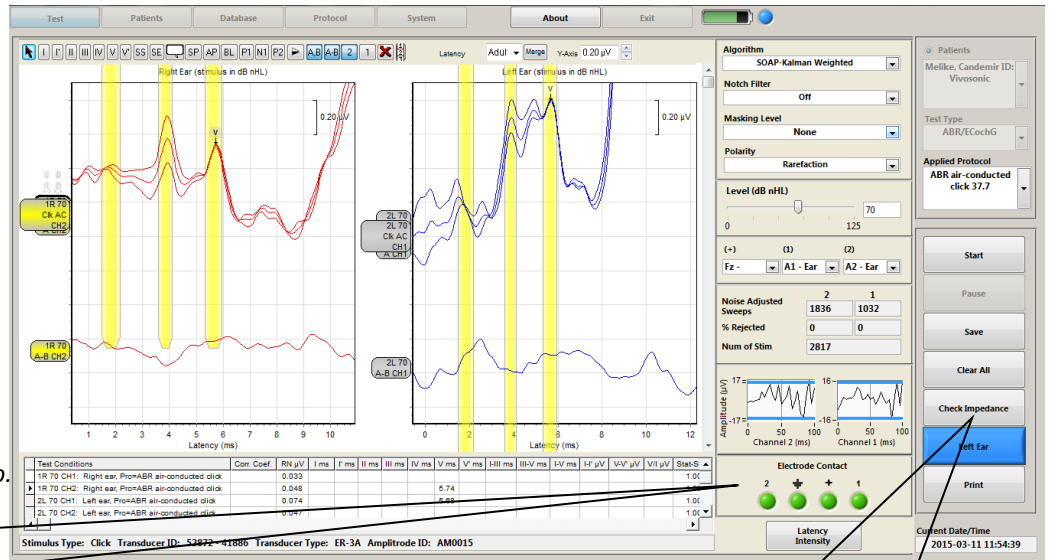 Test Patients Database Protocol System About Exit
I I' II III IV V V' SS SE SP AP BL P1 N1 P2 A,B A-B 2 1
Latency Adul' Merge Y-Axis 0.20 µV
Right Ear (stimulus in dB nHL)
0.20 µV
V
1R 70
Clk AC
CH2
A CH2
1R 70
A-B CH2
1 2 3 4 5 6 7 8 9 10
Latency (ms)
Left Ear (stimulus in dB nHL)
0.20 µV
V
2L 70
2L 70
Clk AC
CH1
A CH1
2L 70
A-B CH1
0 2 4 6 8 10 12
Latency (ms)
Test Conditions Corr. Coef. RN µV I ms I' ms II ms III ms IV ms V ms V' ms I-III ms III-V ms I-V ms I-I' µV V-V' µV V/I µV Stat-S
1R 70 CH1: Right ear, Pro=ABR air-conducted click 0.033 1.00
1R 70 CH2: Right ear, Pro=ABR air-conducted click 0.048 5.74
2L 70 CH1: Left ear, Pro=ABR air-conducted click 0.074 5.68 1.00
2L 70 CH2: Left ear, Pro=ABR air-conducted click 0.047 1.00
Stimulus Type: Click Transducer ID: 52872 - 41886 Transducer Type: ER-3A Amplitrode ID: AM0015
o.
Algorithm
SOAP-Kalman Weighted
Notch Filter
Off
Masking Level
None
Polarity
Rarefaction
Level (dB nHL)
70
0 125
(+) (1) (2)
Fz - A1 - Ear A2 - Ear
2 1
Noise Adjusted
Sweeps 1836 1032
% Rejected 0 0
Num of Stim 2817
Amplitude (µV)
17
-17
0 50 100
Channel 2 (ms)
16
-16
0 50 100
Channel 1 (ms)
Electrode Contact
2 + 1
Latency
Intensity
Patients
Melike, Candemir ID:
Vivosonic
Test Type
ABR/ECochG
Applied Protocol
ABR air-conducted
click 37.7
Start
Pause
Save
Clear All
Check Impedance
Left Ear
Print
Current Date/Time
2015-03-11 11:54:39